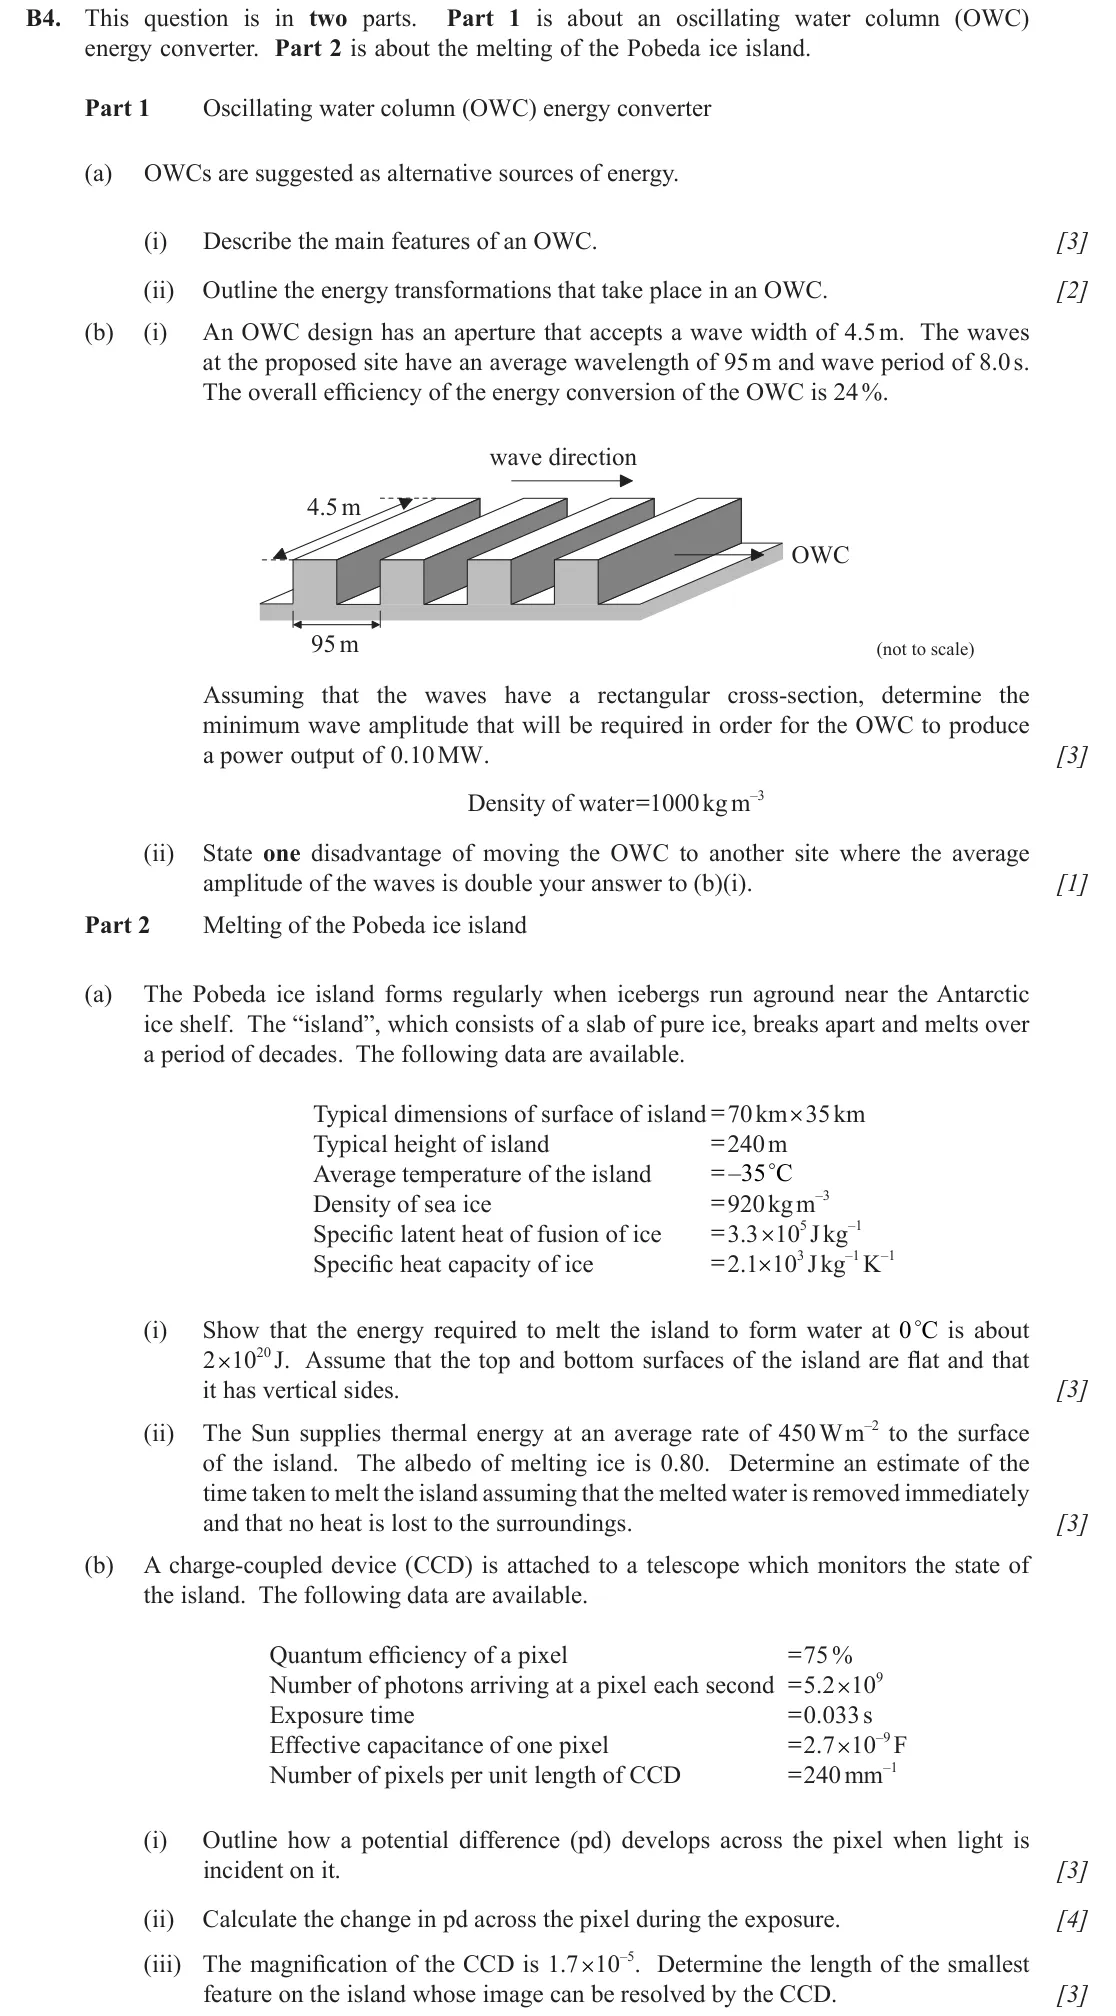 B4. This question is in two parts. Part 1 is about an oscillating water column (OWC)
energy converter. Part 2 is about the melting of the Pobeda ice island.
Part 1 Oscillating water column (OWC) energy converter
(a) OWCs are suggested as alternative sources of energy.
(i) Describe the main features of an OWC. [3]
(ii) Outline the energy transformations that take place in an OWC. [2]
(b) (i) An OWC design has an aperture that accepts a wave width of 4.5 m. The waves
at the proposed site have an average wavelength of 95 m and wave period of 8.0 s.
The overall efficiency of the energy conversion of the OWC is 24 %.
wave direction
4.5 m
OWC
95 m
(not to scale)
Assuming that the waves have a rectangular cross-section, determine the
minimum wave amplitude that will be required in order for the OWC to produce
a power output of 0.10 MW. [3]
Density of water=1000 kg m⁻³
(ii) State one disadvantage of moving the OWC to another site where the average
amplitude of the waves is double your answer to (b)(i). [1]
Part 2 Melting of the Pobeda ice island
(a) The Pobeda ice island forms regularly when icebergs run aground near the Antarctic
ice shelf. The “island”, which consists of a slab of pure ice, breaks apart and melts over
a period of decades. The following data are available.
Typical dimensions of surface of island =70 km×35 km
Typical height of island =240 m
Average temperature of the island =–35 °C
Density of sea ice =920 kg m⁻³
Specific latent heat of fusion of ice =3.3×10⁵ J kg⁻¹
Specific heat capacity of ice =2.1×10³ J kg⁻¹ K⁻¹
(i) Show that the energy required to melt the island to form water at 0 °C is about
2×10²⁰ J. Assume that the top and bottom surfaces of the island are flat and that
it has vertical sides. [3]
(ii) The Sun supplies thermal energy at an average rate of 450 W m⁻² to the surface
of the island. The albedo of melting ice is 0.80. Determine an estimate of the
time taken to melt the island assuming that the melted water is removed immediately
and that no heat is lost to the surroundings. [3]
(b) A charge-coupled device (CCD) is attached to a telescope which monitors the state of
the island. The following data are available.
Quantum efficiency of a pixel =75 %
Number of photons arriving at a pixel each second =5.2×10⁹
Exposure time =0.033 s
Effective capacitance of one pixel =2.7×10⁻⁹ F
Number of pixels per unit length of CCD =240 mm⁻¹
(i) Outline how a potential difference (pd) develops across the pixel when light is
incident on it. [3]
(ii) Calculate the change in pd across the pixel during the exposure. [4]
(iii) The magnification of the CCD is 1.7×10⁻⁵. Determine the length of the smallest
feature on the island whose image can be resolved by the CCD. [3]